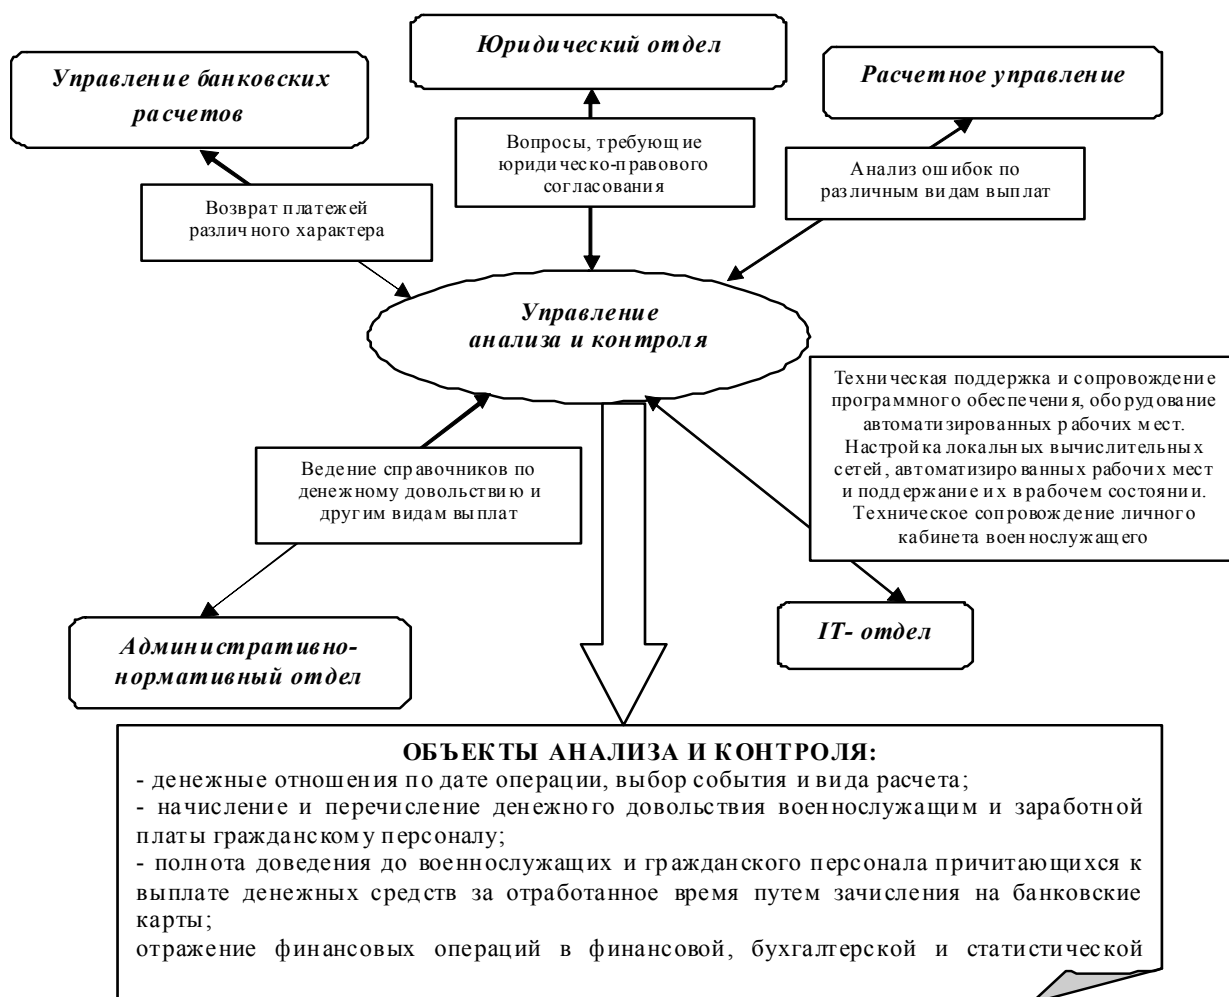 Юридический отдел
Управление банковских
расчетов
Расчетное управление
Вопросы, требующие
юридическо-правового
согласования
Анализ ошибок по
различным видам выплат
Возврат платежей
различного характера
Управление
анализа и контроля
Техническая поддержка и сопровождение
программного обеспечения, оборудование
автоматизированных рабочих мест.
Настройка локальных вычислительных
сетей, автоматизированных рабочих мест
и поддержание их в рабочем состоянии.
Техническое сопровождение личного
кабинета военнослужащего
Ведение справочников по
денежному довольствию и
другим видам выплат
IT- отдел
Административно-
нормативный отдел
ОБЪЕКТЫ АНАЛИЗА И КОНТРОЛЯ:
- денежные отношения по дате операции, выбор события и вида расчета;
- начисление и перечисление денежного довольствия военнослужащим и заработной
платы гражданскому персоналу;
- полнота доведения до военнослужащих и гражданского персонала причитающихся к
выплате денежных средств за отработанное время путем зачисления на банковские
карты;
отражение финансовых операций в финансовой, бухгалтерской и статистической